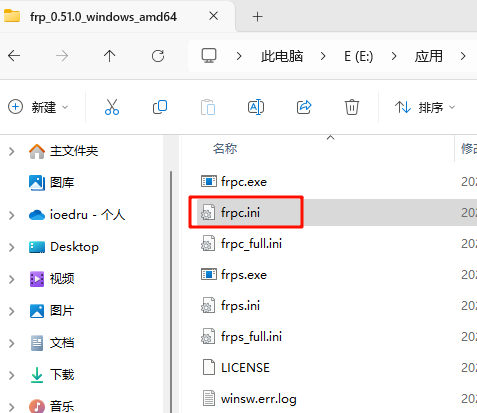 frp_0.51.0_windows_amd64
此电脑 E (E:) 应用
新建 排序
名称 修改
主文件夹
图库
ioedru - 个人
Desktop
视频
图片
文档
下载
音乐
frpc.exe 202
frpc.ini 202
frpc_full.ini 202
frps.exe 202
frps.ini 202
frps_full.ini 202
LICENSE 202
winsw.err.log 202